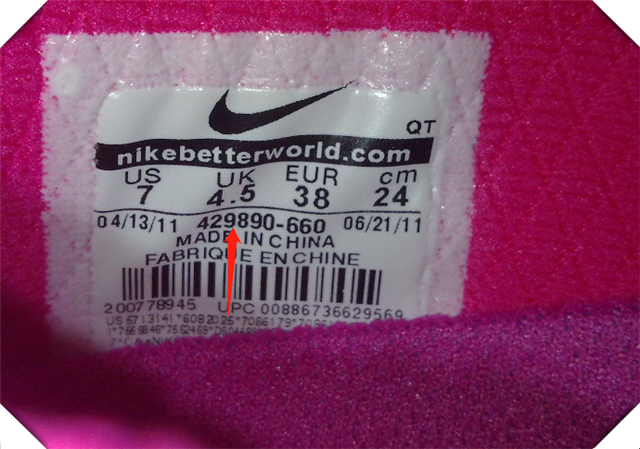 QT
nikebetterworld.com
US UK EUR cm
7 4.5 38 24
04/13/11 429890-660 06/21/11
MADE IN CHINA
FABRIQUE EN CHINE
200778945 UPC 00886736629569